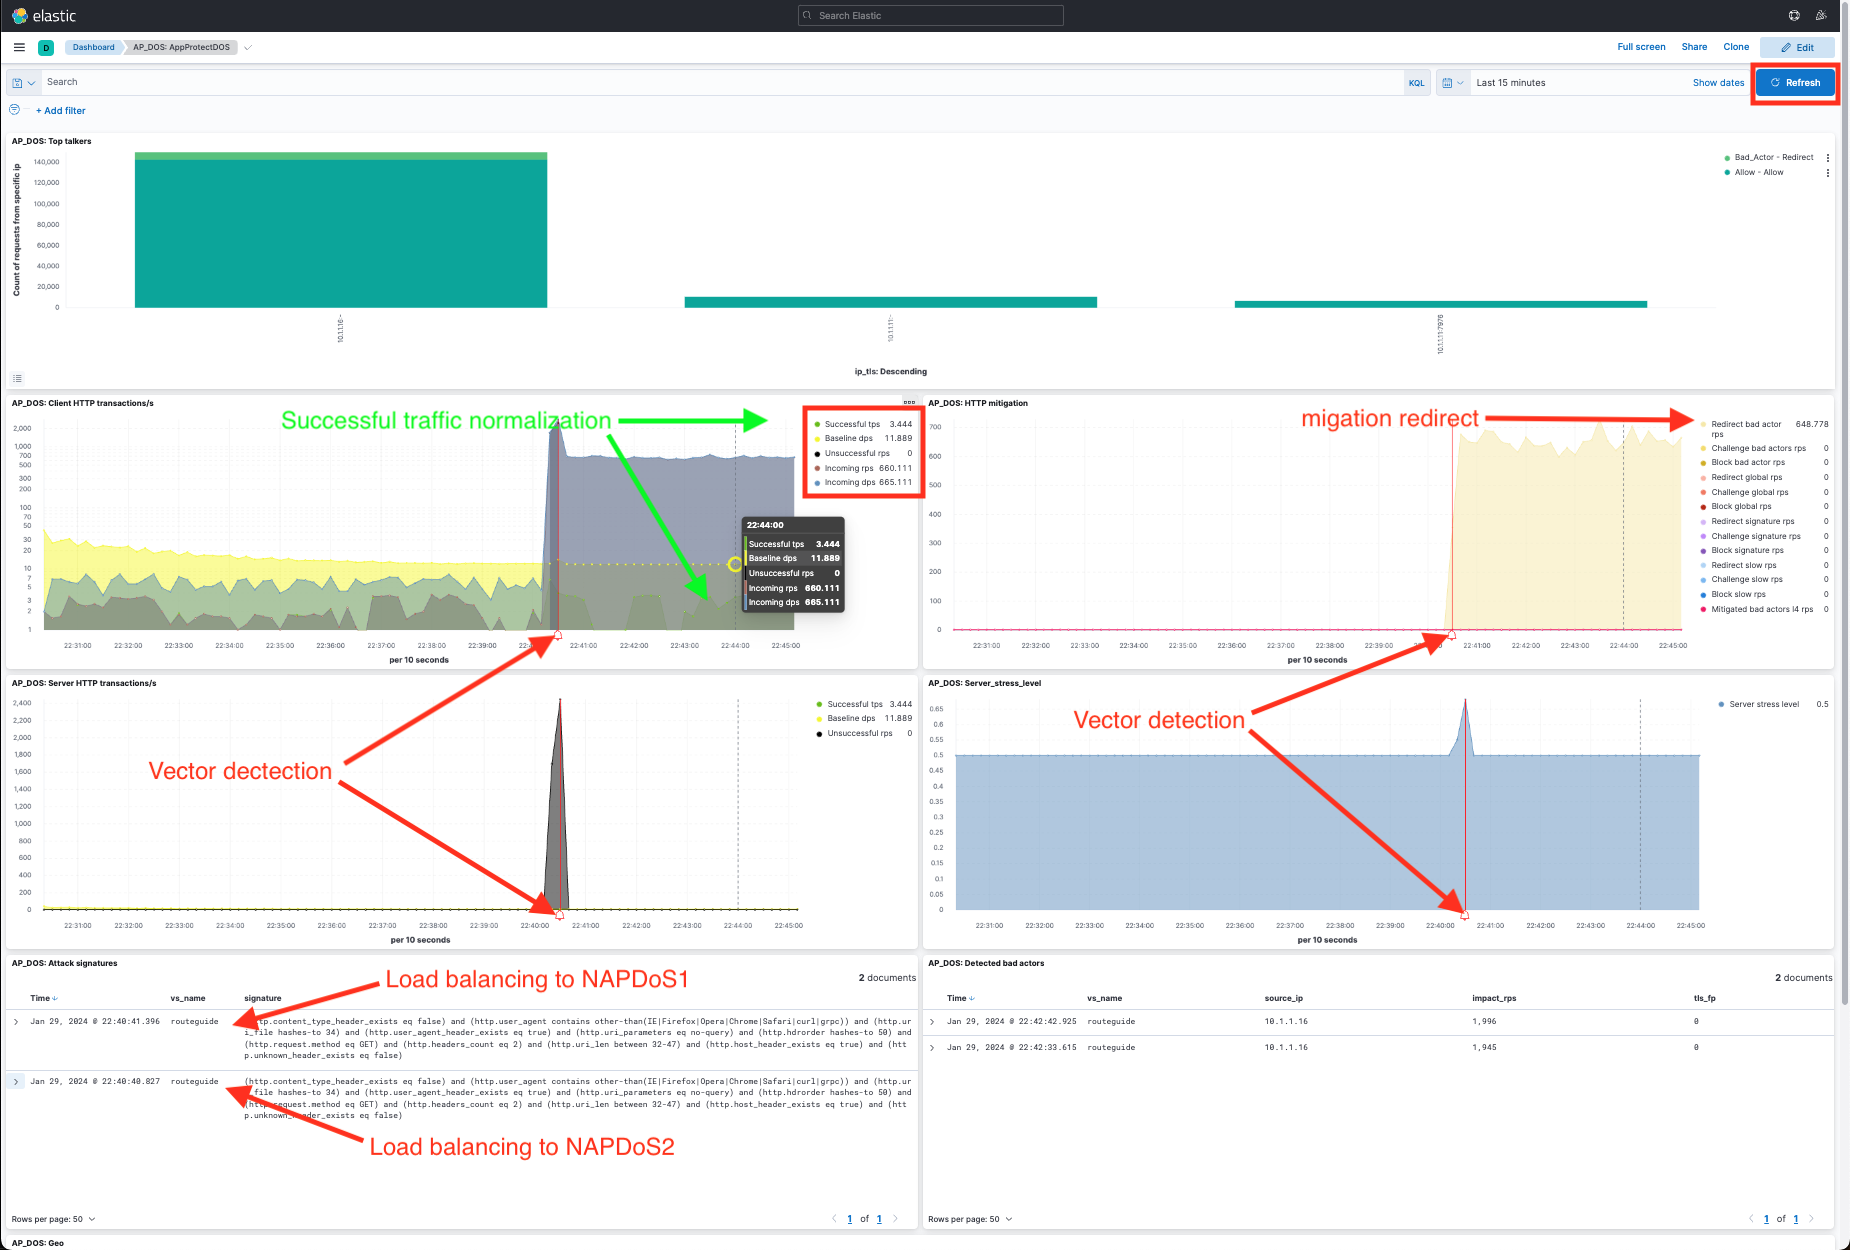 elastic
Search Elastic
D
Dashboard
AP_DOS: AppProtectDOS
Full screen
Share
Clone
Edit
Search
KQL
Last 15 minutes
Show dates
Refresh
+ Add filter
AP_DOS: Top talkers
Count of requests from specific ip
140,000
120,000
100,000
80,000
60,000
40,000
20,000
0
10.1.1.16:-
10.1.1.11:-
10.1.1.11:7976
ip_tls: Descending
Bad_Actor - Redirect
Allow - Allow
AP_DOS: Client HTTP transactions/s
Successful traffic normalization
2,000
1,000
700
500
300
200
100
70
50
30
20
10
7
5
3
2
1
22:31:00
22:32:00
22:33:00
22:34:00
22:35:00
22:36:00
22:37:00
22:38:00
22:39:00
22:41:00
22:42:00
22:43:00
22:44:00
22:45:00
per 10 seconds
Successful tps 3.444
Baseline dps 11.889
Unsuccessful rps 0
Incoming rps 660.111
Incoming dps 665.111
22:44:00
Successful tps 3.444
Baseline dps 11.889
Unsuccessful rps 0
Incoming rps 660.111
Incoming dps 665.111
AP_DOS: HTTP mitigation
migation redirect
700
600
500
400
300
200
100
0
22:31:00
22:32:00
22:33:00
22:34:00
22:35:00
22:36:00
22:37:00
22:38:00
22:39:00
22:41:00
22:42:00
22:43:00
22:44:00
22:45:00
per 10 seconds
Redirect bad actor 648.778
rps
Challenge bad actors rps 0
Block bad actor rps 0
Redirect global rps 0
Challenge global rps 0
Block global rps 0
Redirect signature rps 0
Challenge signature rps 0
Block signature rps 0
Redirect slow rps 0
Challenge slow rps 0
Block slow rps 0
Mitigated bad actors l4 rps 0
AP_DOS: Server HTTP transactions/s
2,400
2,200
2,000
1,800
1,600
1,400
1,200
1,000
800
600
400
200
0
22:31:00
22:32:00
22:33:00
22:34:00
22:35:00
22:36:00
22:37:00
22:38:00
22:39:00
22:40:00
22:41:00
22:42:00
22:43:00
22:44:00
22:45:00
per 10 seconds
Successful tps 3.444
Baseline dps 11.889
Unsuccessful rps 0
Vector dectection
AP_DOS: Server_stress_level
0.65
0.6
0.55
0.5
0.45
0.4
0.35
0.3
0.25
0.2
0.15
0.1
0.05
0
22:31:00
22:32:00
22:33:00
22:34:00
22:35:00
22:36:00
22:37:00
22:38:00
22:39:00
22:40:00
22:41:00
22:42:00
22:43:00
22:44:00
22:45:00
per 10 seconds
Server stress level 0.5
Vector detection
AP_DOS: Attack signatures
2 documents
Load balancing to NAPDoS1
Time
vs_name
signature
Jan 29, 2024 @ 22:40:41.396
routeguide
ttp.content_type_header_exists eq false) and (http.user_agent contains other-than(IE|Firefox|Opera|Chrome|Safari|curl|grpc)) and (http.ur
i_file hashes-to 34) and (http.user_agent_header_exists eq true) and (http.uri_parameters eq no-query) and (http.hdrorder hashes-to 50) and
(http.request.method eq GET) and (http.headers_count eq 2) and (http.uri_len between 32-47) and (http.host_header_exists eq true) and (htt
p.unknown_header_exists eq false)
Jan 29, 2024 @ 22:40:40.827
routeguide
(http.content_type_header_exists eq false) and (http.user_agent contains other-than(IE|Firefox|Opera|Chrome|Safari|curl|grpc)) and (http.ur
_file hashes-to 34) and (http.user_agent_header_exists eq true) and (http.uri_parameters eq no-query) and (http.hdrorder hashes-to 50) and
(http.request.method eq GET) and (http.headers_count eq 2) and (http.uri_len between 32-47) and (http.host_header_exists eq true) and (htt
p.unknown_header_exists eq false)
Load balancing to NAPDoS2
Rows per page: 50
1 of 1
AP_DOS: Detected bad actors
2 documents
Time
vs_name
source_ip
impact_rps
tls_fp
Jan 29, 2024 @ 22:42:42.925
routeguide
10.1.1.16
1,996
0
Jan 29, 2024 @ 22:42:33.615
routeguide
10.1.1.16
1,945
0
Rows per page: 50
1 of 1
AP_DOS: Geo